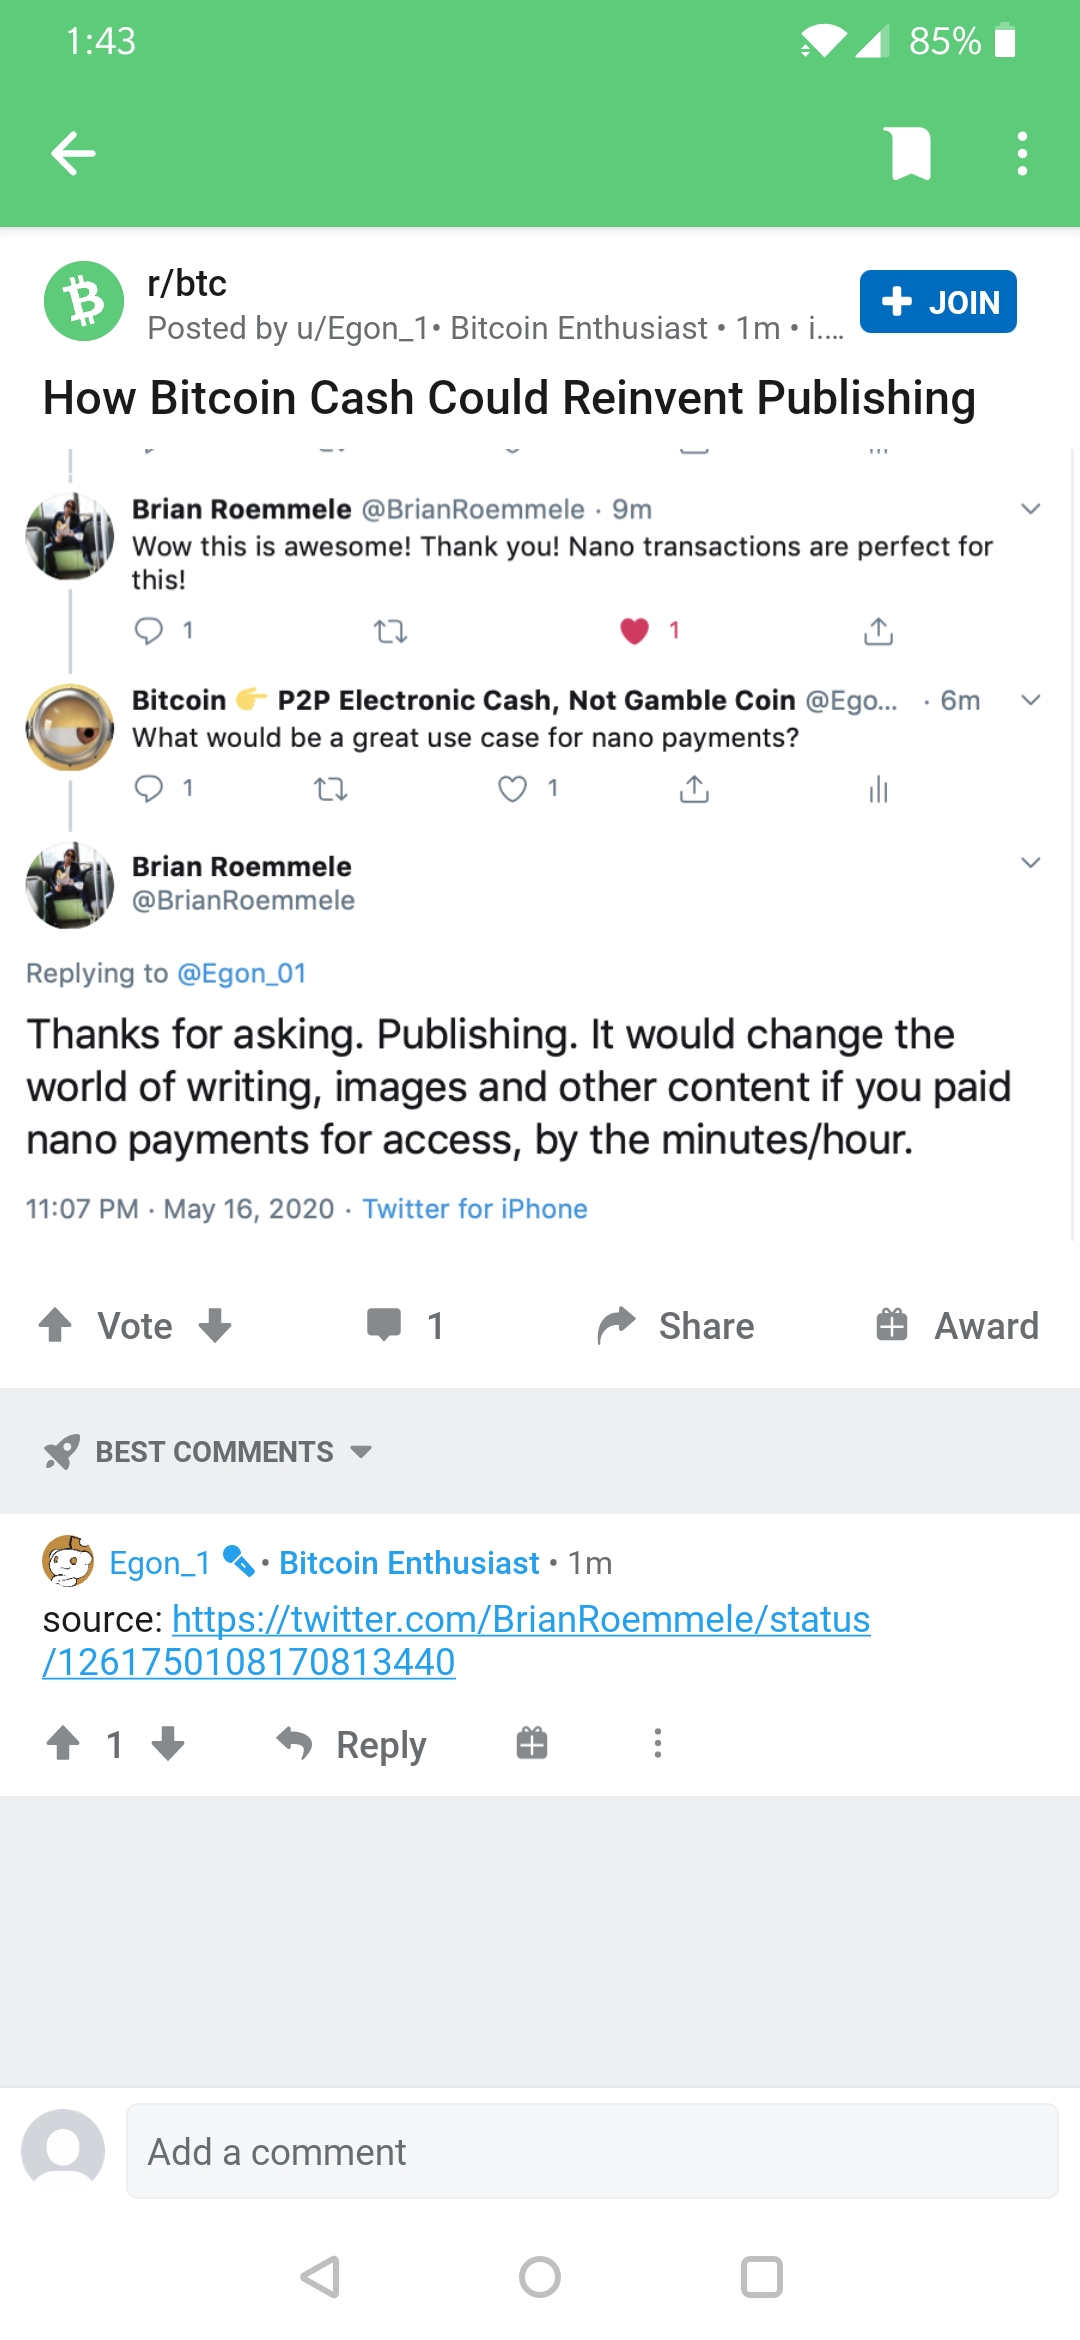 1:43
85%
r/btc
Posted by u/Egon_1• Bitcoin Enthusiast • 1m • i....
JOIN
How Bitcoin Cash Could Reinvent Publishing
Brian Roemmele @BrianRoemmele · 9m
Wow this is awesome! Thank you! Nano transactions are perfect for
this!
1
1
Bitcoin 👉 P2P Electronic Cash, Not Gamble Coin @Ego... · 6m
What would be a great use case for nano payments?
1
1
Brian Roemmele
@BrianRoemmele
Replying to @Egon_01
Thanks for asking. Publishing. It would change the
world of writing, images and other content if you paid
nano payments for access, by the minutes/hour.
11:07 PM · May 16, 2020 · Twitter for iPhone
Vote
1
Share
Award
BEST COMMENTS
Egon_1 • Bitcoin Enthusiast • 1m
source: https://twitter.com/BrianRoemmele/status
/1261750108170813440
1
Reply
Add a comment